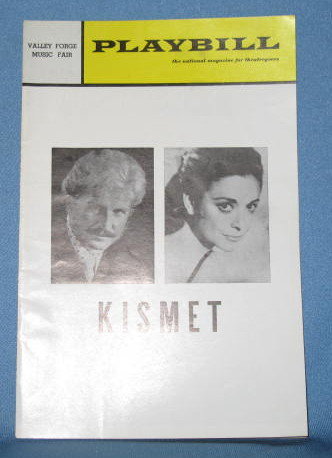 VALLEY FORGE
MUSIC FAIR
PLAYBILL
the national magazine for theatregoers
KISMET